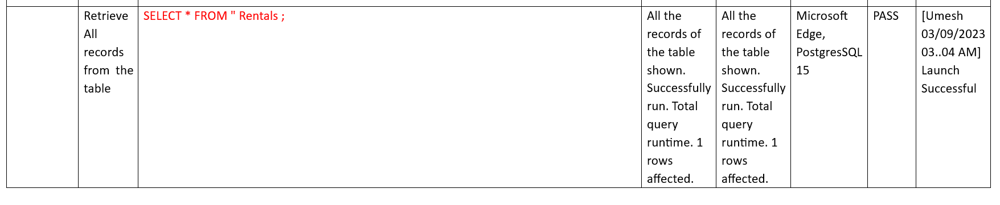 Retrieve
All
records
from the
table
SELECT * FROM " Rentals ;
All the
records of
the table
shown.
Successfully
run. Total
query
runtime. 1
rows
affected.
All the
records of
the table
shown.
Successfully
run. Total
query
runtime. 1
rows
affected.
Microsoft
Edge,
PostgresSQL
15
PASS
[Umesh
03/09/2023
03..04 AM]
Launch
Successful